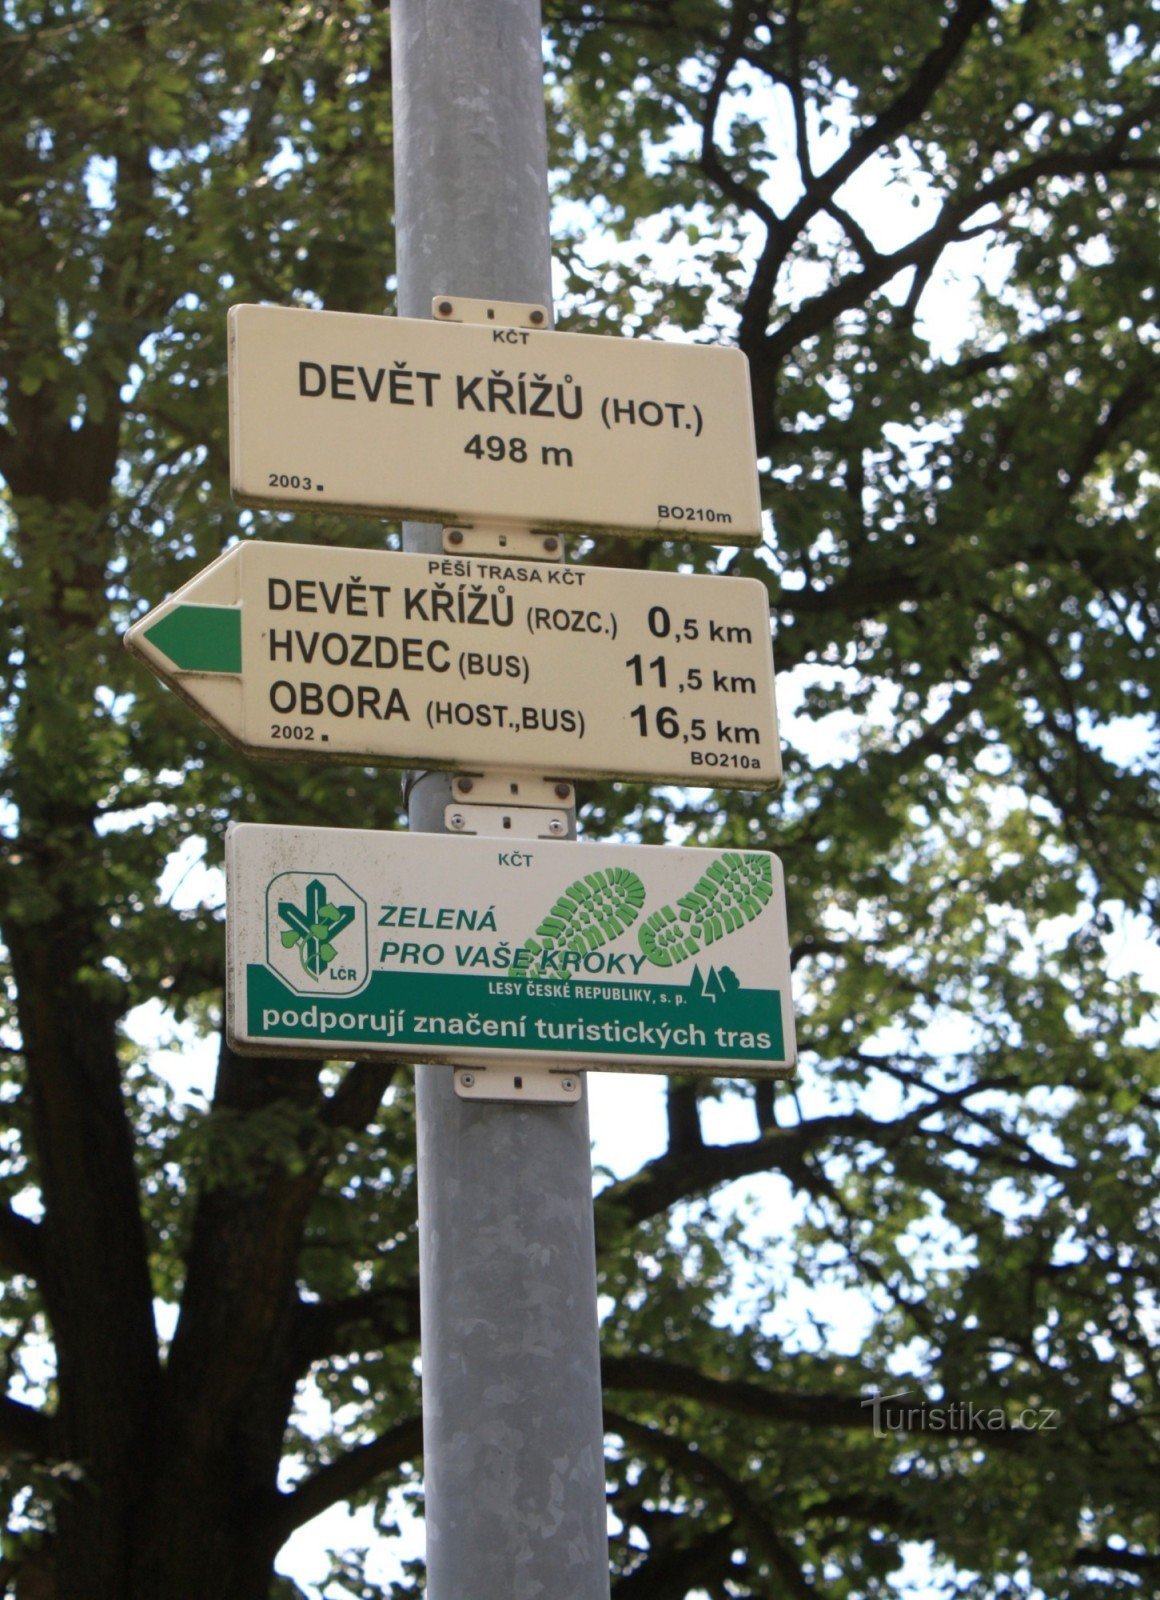 KČT
DEVĚT KŘÍŽŮ (HOT.)
498 m
2003. BO210m
PĚŠÍ TRASA KČT
DEVĚT KŘÍŽŮ (ROZC.) 0,5 km
HVOZDEC (BUS) 11,5 km
OBORA (HOST.,BUS) 16,5 km
2002. BO210a
KČT
ZELENÁ
PRO VAŠE KROKY
LČR
LESY ČESKÉ REPUBLIKY, s. p.
podporují značení turistických tras
Turistika.cz